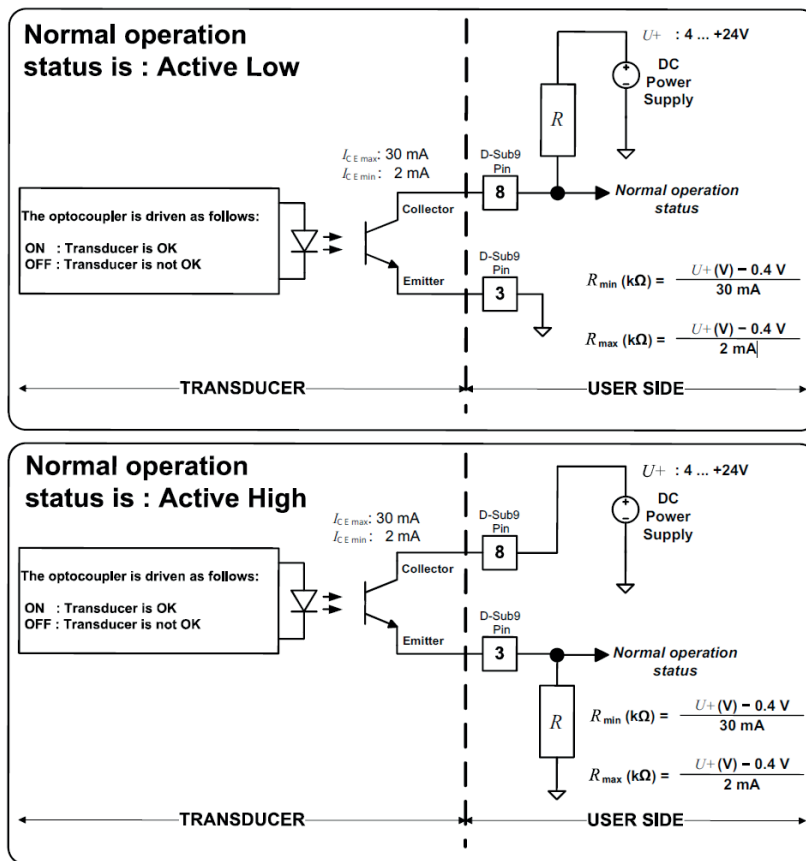 Normal operation
status is : Active Low
U+ : 4 ... +24V
DC
Power
Supply
R
I CE max: 30 mA
I CE min: 2 mA
D-Sub9
Pin
8
Collector
Normal operation
status
The optocoupler is driven as follows:
ON : Transducer is OK
OFF : Transducer is not OK
D-Sub9
Pin
3
Emitter
R min (kΩ) = U+(V) − 0.4 V
30 mA
R max (kΩ) = U+(V) − 0.4 V
2 mA
TRANSDUCER
USER SIDE
Normal operation
status is : Active High
U+ : 4 ... +24V
DC
Power
Supply
I CE max: 30 mA
I CE min: 2 mA
D-Sub9
Pin
8
Collector
The optocoupler is driven as follows:
ON : Transducer is OK
OFF : Transducer is not OK
D-Sub9
Pin
3
Emitter
Normal operation
status
R
R min (kΩ) = U+(V) − 0.4 V
30 mA
R max (kΩ) = U+(V) − 0.4 V
2 mA
TRANSDUCER
USER SIDE